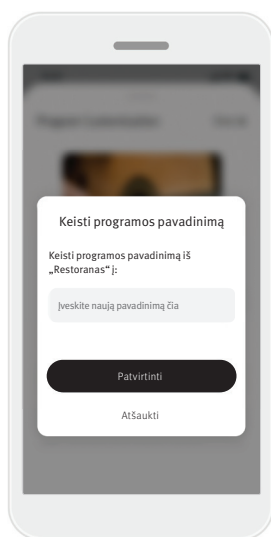 Keisti programos pavadinimą
Keisti programos pavadinimą iš
„Restoranas“ į:
Įveskite naują pavadinimą čia
Patvirtinti
Atšaukti